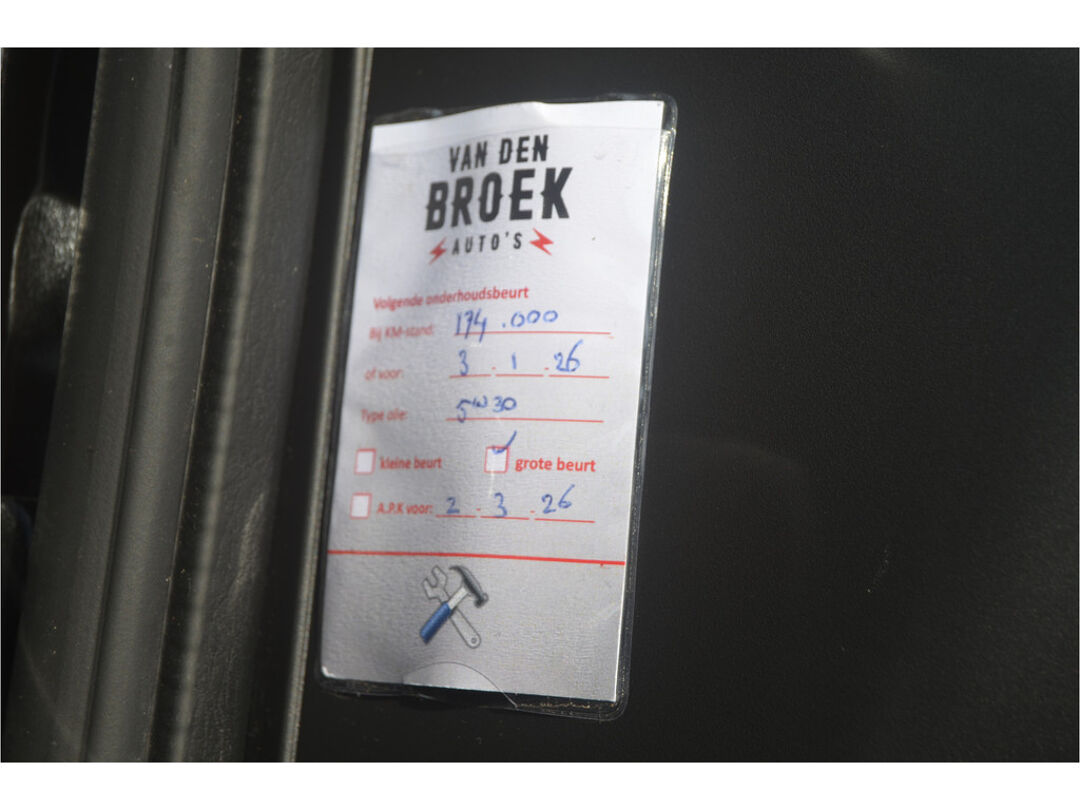 VAN DEN
BROEK
AUTO'S
Volgende onderhoudsbeurt
Bij KM-stand: 174.000
of voor: 3 . 1 . 26
Type olie: 5W30
kleine beurt grote beurt
A.P.K voor: 2 - 3 - 26